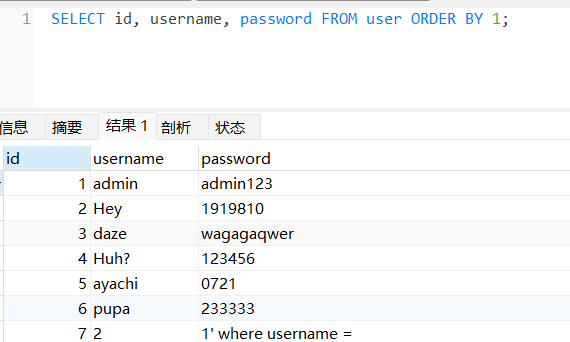 1 SELECT id, username, password FROM user ORDER BY 1;
信息 摘要 结果 1 剖析 状态
id username password
1 admin admin123
2 Hey 1919810
3 daze wagagaqwer
4 Huh? 123456
5 ayachi 0721
6 pupa 233333
7 2 1' where username =